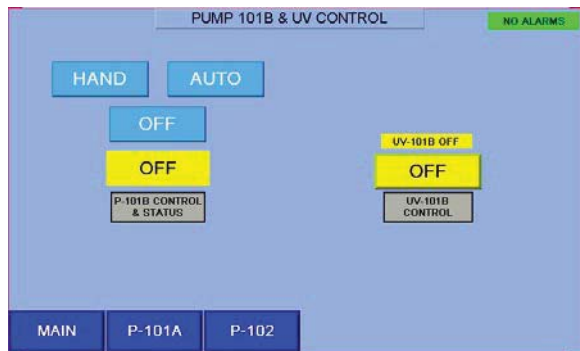 PUMP 101B & UV CONTROL
NO ALARMS
HAND
AUTO
OFF
OFF
P-101B CONTROL
& STATUS
UV-101B OFF
OFF
UV-101B
CONTROL
MAIN
P-101A
P-102